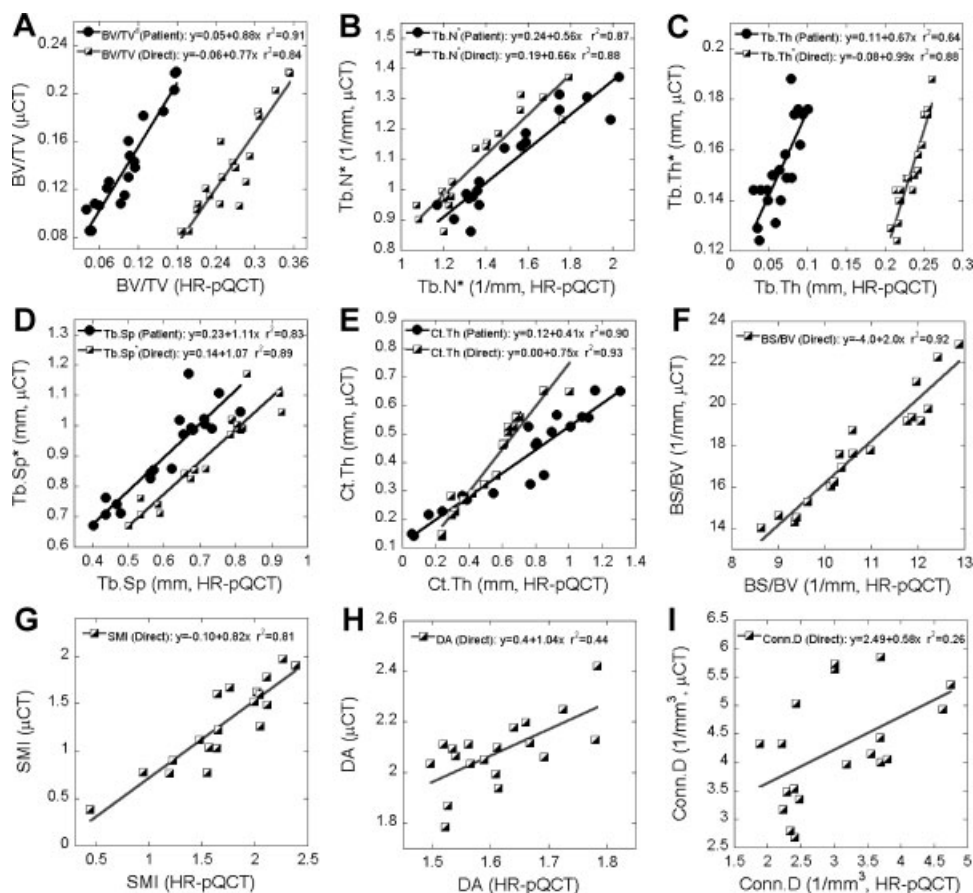 A
BV/TVᵈ (Patient): y=0.05+0.88x r²=0.91
BV/TV (Direct): y=-0.06+0.77x r²=0.84
0.24
0.2
0.16
0.12
0.08
BV/TV (µCT)
0.06 0.12 0.18 0.24 0.3 0.36
BV/TV (HR-pQCT)
B
Tb.N* (Patient): y=0.24+0.56x r²=0.87
Tb.N* (Direct): y=0.19+0.66x r²=0.88
1.5
1.4
1.3
1.2
1.1
1
0.9
0.8
Tb.N* (1/mm, µCT)
1 1.2 1.4 1.6 1.8 2
Tb.N* (1/mm, HR-pQCT)
C
Tb.Th (Patient): y=0.11+0.67x r²=0.64
Tb.Th* (Direct): y=-0.08+0.99x r²=0.88
0.2
0.18
0.16
0.14
0.12
Tb.Th* (mm, µCT)
0 0.05 0.1 0.15 0.2 0.25 0.3
Tb.Th (mm, HR-pQCT)
D
Tb.Sp (Patient): y=0.23+1.11x r²=0.83
Tb.Sp* (Direct): y=0.14+1.07 r²=0.89
1.3
1.2
1.1
1
0.9
0.8
0.7
0.6
Tb.Sp* (mm, µCT)
0.4 0.5 0.6 0.7 0.8 0.9 1
Tb.Sp (mm, HR-pQCT)
E
Ct.Th (Patient): y=0.12+0.41x r²=0.90
Ct.Th (Direct): y=0.00+0.75x r²=0.93
0.9
0.8
0.7
0.6
0.5
0.4
0.3
0.2
0.1
Ct.Th (mm, µCT)
0 0.2 0.4 0.6 0.8 1 1.2 1.4
Ct.Th (mm, HR-pQCT)
F
BS/BV (Direct): y=-4.0+2.0x r²=0.92
24
22
20
18
16
14
BS/BV (1/mm, µCT)
8 9 10 11 12 13
BS/BV (1/mm, HR-pQCT)
G
SMI (Direct): y=-0.10+0.82x r²=0.81
2
1.5
1
0.5
0
SMI (µCT)
0.5 1 1.5 2 2.5
SMI (HR-pQCT)
H
DA (Direct): y=0.4+1.04x r²=0.44
2.6
2.4
2.2
2
1.8
DA (µCT)
1.5 1.6 1.7 1.8
DA (HR-pQCT)
I
Conn.D (Direct): y=2.49+0.58x r²=0.26
6.5
6
5.5
5
4.5
4
3.5
3
2.5
Conn.D (1/mm³, µCT)
1.5 2 2.5 3 3.5 4 4.5 5
Conn.D (1/mm³, HR-pQCT)